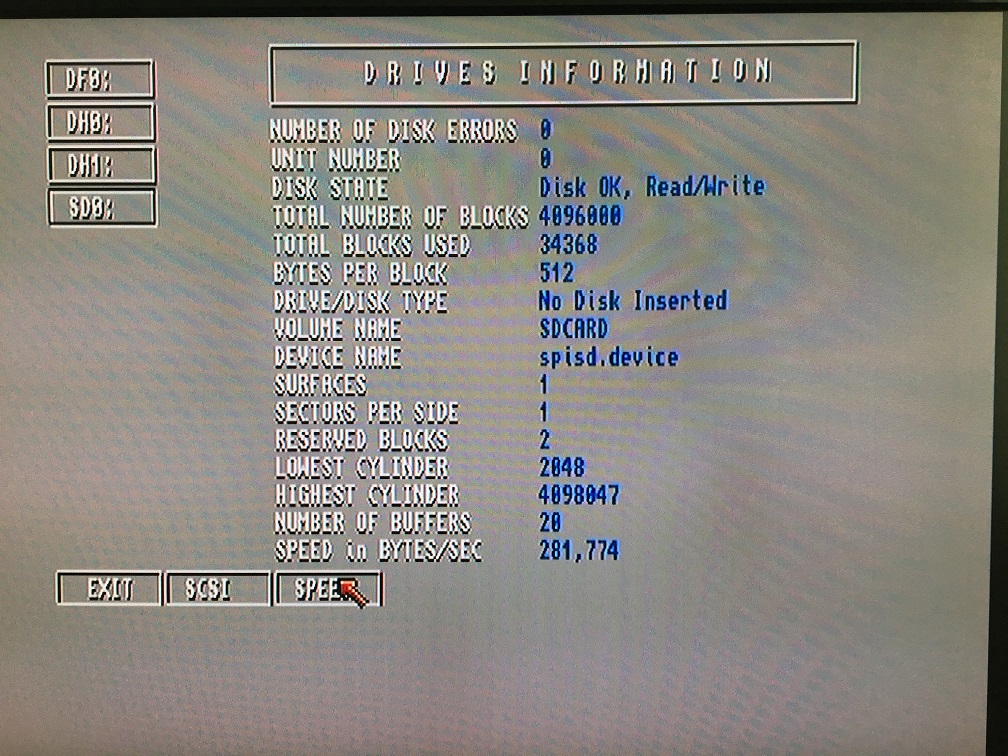 DRIVES INFORMATION
DF0:
DH0:
DH1:
SD0:
NUMBER OF DISK ERRORS 0
UNIT NUMBER 0
DISK STATE Disk OK, Read/Write
TOTAL NUMBER OF BLOCKS 4096000
TOTAL BLOCKS USED 34368
BYTES PER BLOCK 512
DRIVE/DISK TYPE No Disk Inserted
VOLUME NAME SDCARD
DEVICE NAME spisd.device
SURFACES 1
SECTORS PER SIDE 1
RESERVED BLOCKS 2
LOWEST CYLINDER 2048
HIGHEST CYLINDER 4098047
NUMBER OF BUFFERS 20
SPEED in BYTES/SEC 281,774
EXIT SCSI